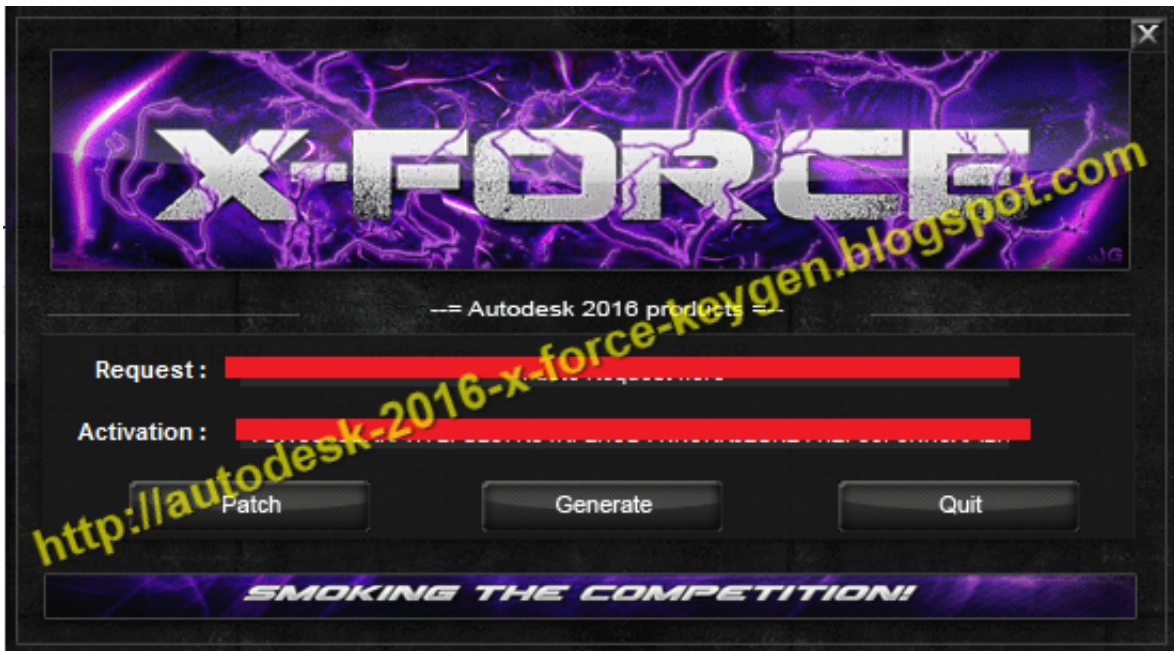 X
X-FORCE
wJG
--= Autodesk 2016 products =--
Request :
Activation :
Patch
Generate
Quit
SMOKING THE COMPETITION!
http://autodesk-2016-x-force-keygen.blogspot.com